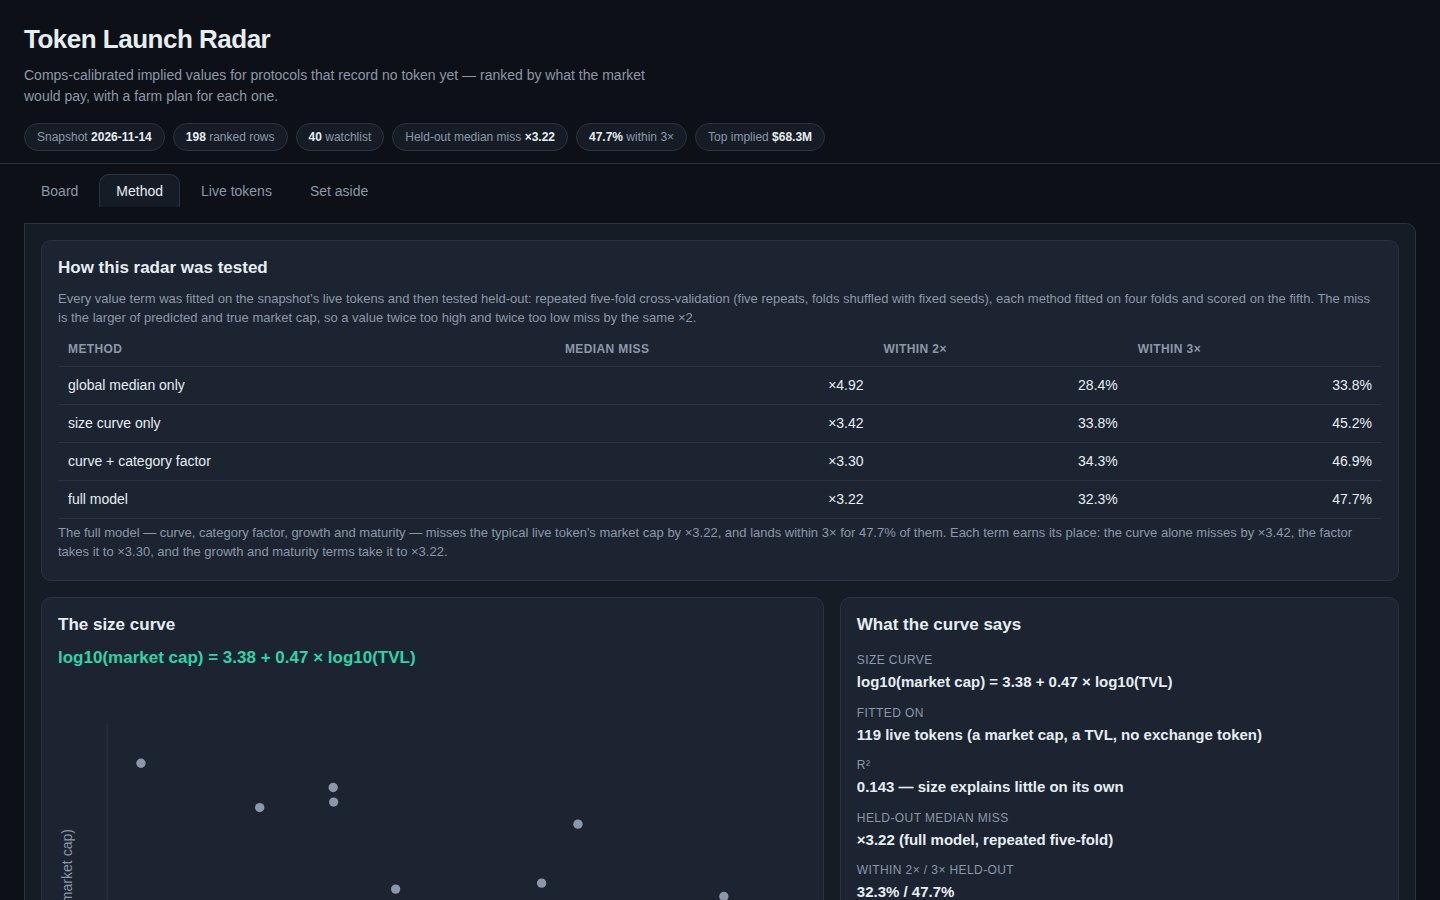 Token Launch Radar
Comps-calibrated implied values for protocols that record no token yet — ranked by what the market
would pay, with a farm plan for each one.
Snapshot 2026-11-14 198 ranked rows 40 watchlist Held-out median miss ×3.22 47.7% within 3× Top implied $68.3M
Board Method Live tokens Set aside
How this radar was tested
Every value term was fitted on the snapshot's live tokens and then tested held-out: repeated five-fold cross-validation (five repeats, folds shuffled with fixed seeds), each method fitted on four folds and scored on the fifth. The miss
is the larger of predicted and true market cap, so a value twice too high and twice too low miss by the same ×2.
METHOD MEDIAN MISS WITHIN 2× WITHIN 3×
global median only ×4.92 28.4% 33.8%
size curve only ×3.42 33.8% 45.2%
curve + category factor ×3.30 34.3% 46.9%
full model ×3.22 32.3% 47.7%
The full model — curve, category factor, growth and maturity — misses the typical live token's market cap by ×3.22, and lands within 3× for 47.7% of them. Each term earns its place: the curve alone misses by ×3.42, the factor
takes it to ×3.30, and the growth and maturity terms take it to ×3.22.
The size curve
log10(market cap) = 3.38 + 0.47 × log10(TVL)
market cap)
What the curve says
SIZE CURVE
log10(market cap) = 3.38 + 0.47 × log10(TVL)
FITTED ON
119 live tokens (a market cap, a TVL, no exchange token)
R²
0.143 — size explains little on its own
HELD-OUT MEDIAN MISS
×3.22 (full model, repeated five-fold)
WITHIN 2× / 3× HELD-OUT
32.3% / 47.7%